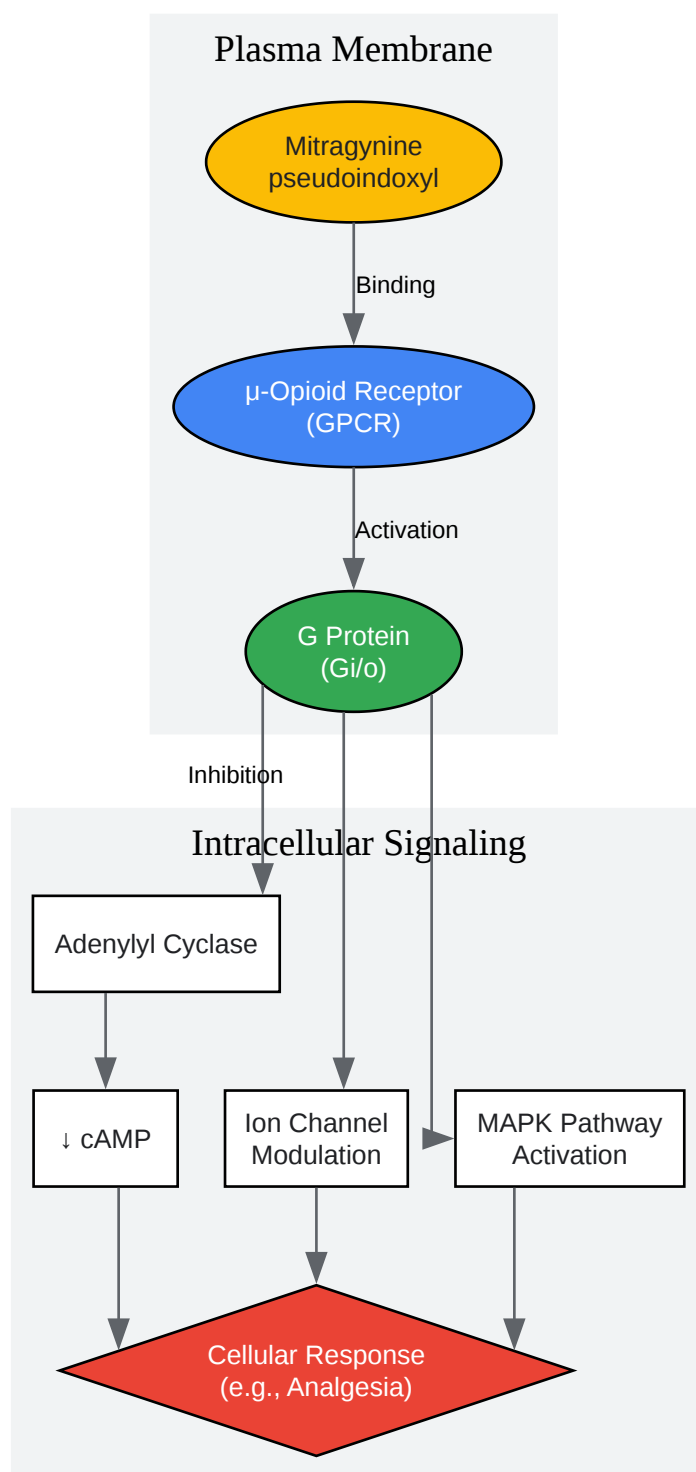 Plasma Membrane
Mitragynine
pseudoindoxyl
Binding
μ-Opioid Receptor
(GPCR)
Activation
G Protein
(Gi/o)
Inhibition
Intracellular Signaling
Adenylyl Cyclase
↓ cAMP
Ion Channel
Modulation
MAPK Pathway
Activation
Cellular Response
(e.g., Analgesia)